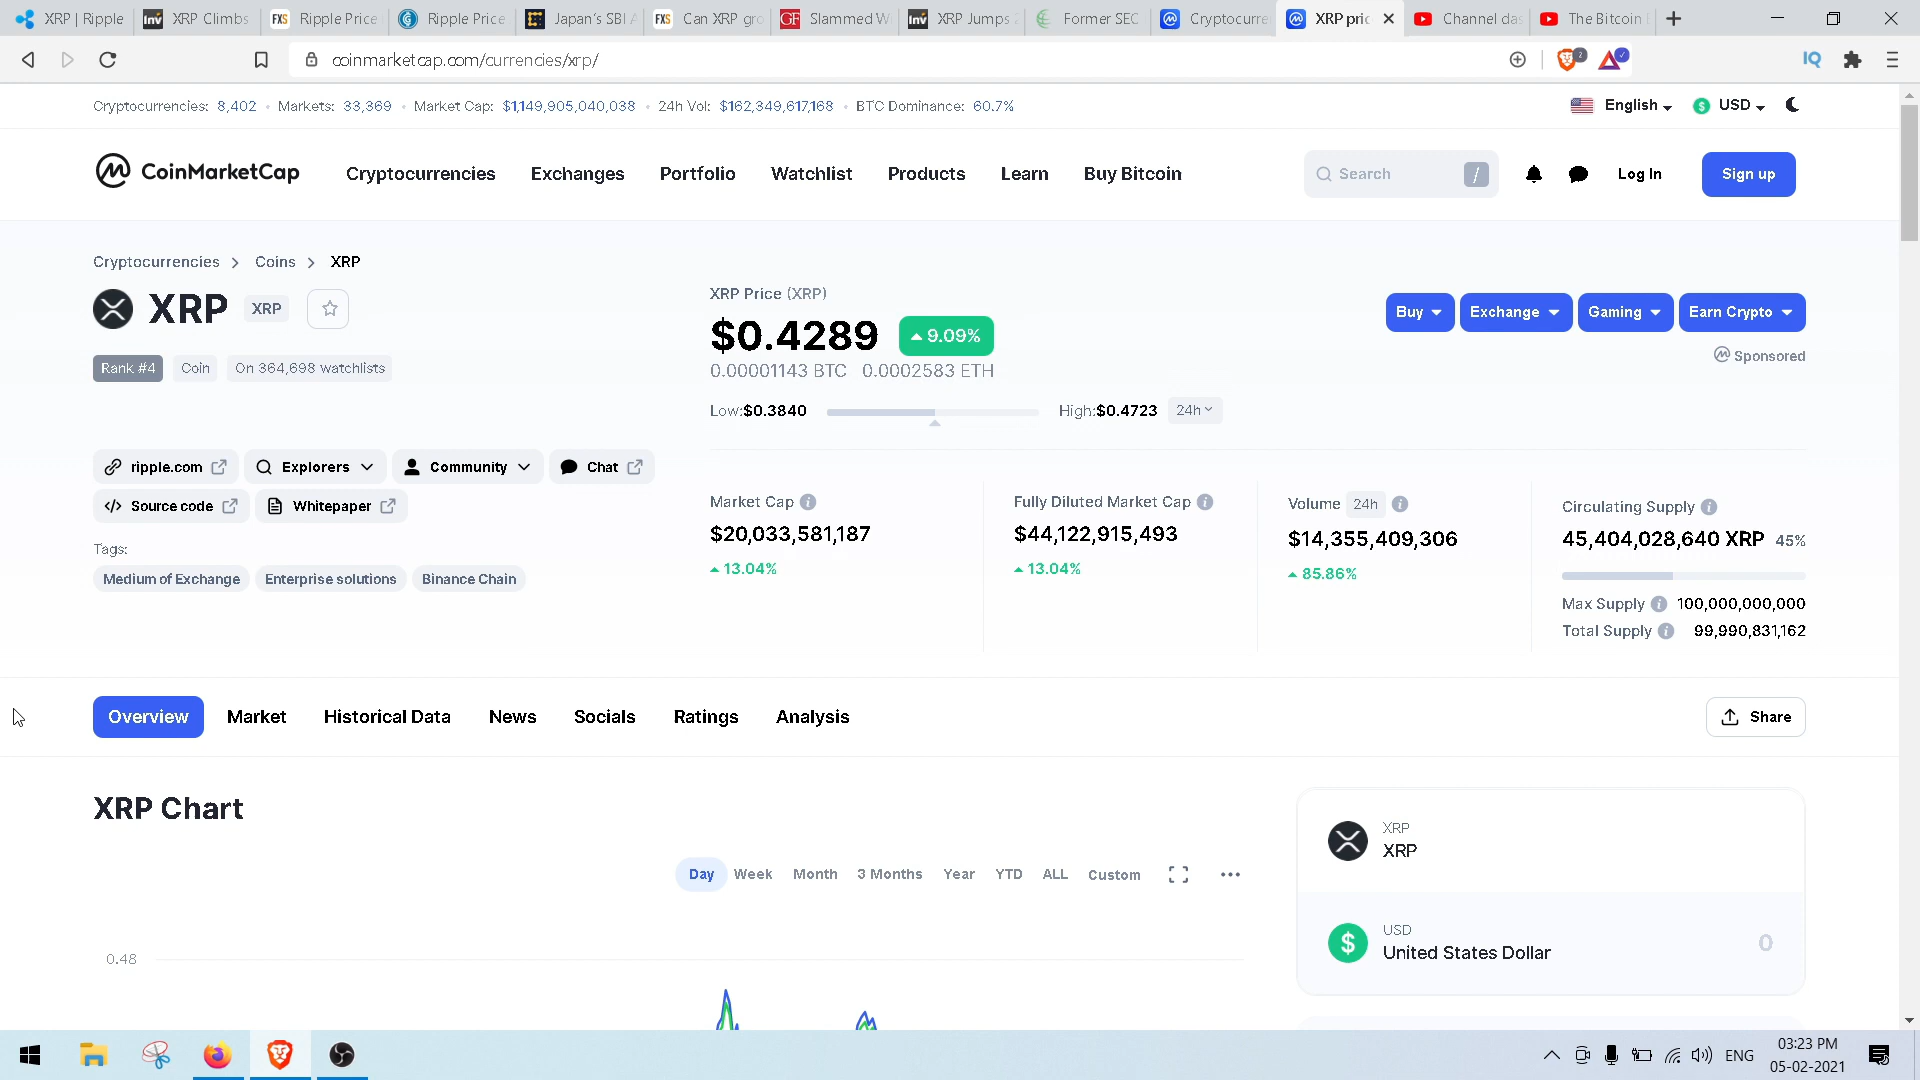 XRP | Ripple
XRP Climbs
Ripple Price
Ripple Price
Japan's SBI
Can XRP gro
Slammed W
XRP Jumps 2
Former SEC
Cryptocurre
XRP pric
Channel das
The Bitcoin
coinmarketcap.com/currencies/xrp/
2
IQ
Cryptocurrencies: 8,402 • Markets: 33,369 • Market Cap: $1,149,905,040,038 • 24h Vol: $162,349,617,168 • BTC Dominance: 60.7%
English
USD
CoinMarketCap
Cryptocurrencies Exchanges Portfolio Watchlist Products Learn Buy Bitcoin
Search /
Log In
Sign up
Cryptocurrencies > Coins > XRP
XRP XRP
Rank #4 Coin On 364,698 watchlists
ripple.com Explorers Community Chat
Source code Whitepaper
Tags:
Medium of Exchange Enterprise solutions Binance Chain
XRP Price (XRP)
$0.4289 9.09%
0.00001143 BTC 0.0002583 ETH
Low:$0.3840 High:$0.4723 24h
Buy Exchange Gaming Earn Crypto
Sponsored
Market Cap
$20,033,581,187
13.04%
Fully Diluted Market Cap
$44,122,915,493
13.04%
Volume 24h
$14,355,409,306
85.86%
Circulating Supply
45,404,028,640 XRP 45%
Max Supply 100,000,000,000
Total Supply 99,990,831,162
Overview Market Historical Data News Socials Ratings Analysis
Share
XRP Chart
Day Week Month 3 Months Year YTD ALL Custom
0.48
XRP
XRP
USD
United States Dollar
0
ENG
03:23 PM
05-02-2021